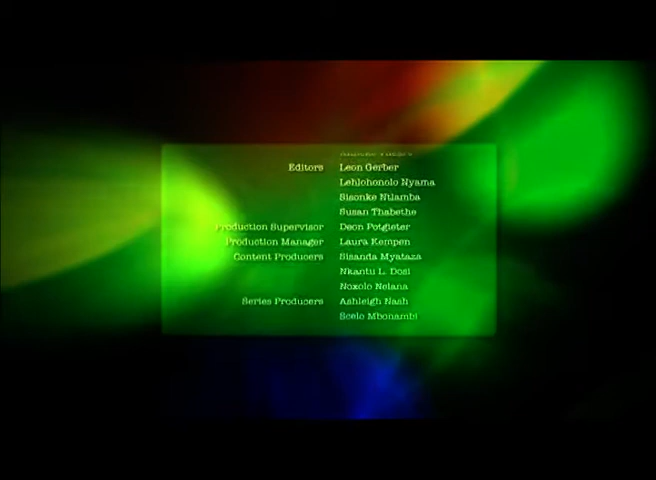 Editors Leon Gerber
Lehlohonolo Nyama
Sisonke Ntlamba
Susan Thabethe
Production Supervisor Deon Potgieter
Production Manager Laura Kempen
Content Producers Sisanda Myataza
Nkantu L. Dosi
Noxolo Nelana
Series Producers Ashleigh Nash
Scelo Mbonambi